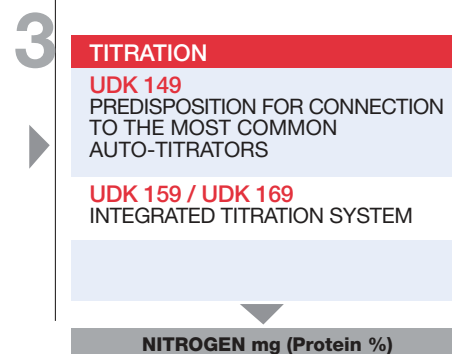 3
TITRATION
UDK 149
PREDISPOSITION FOR CONNECTION
TO THE MOST COMMON
AUTO-TITRATORS
UDK 159 / UDK 169
INTEGRATED TITRATION SYSTEM
NITROGEN mg (Protein %)